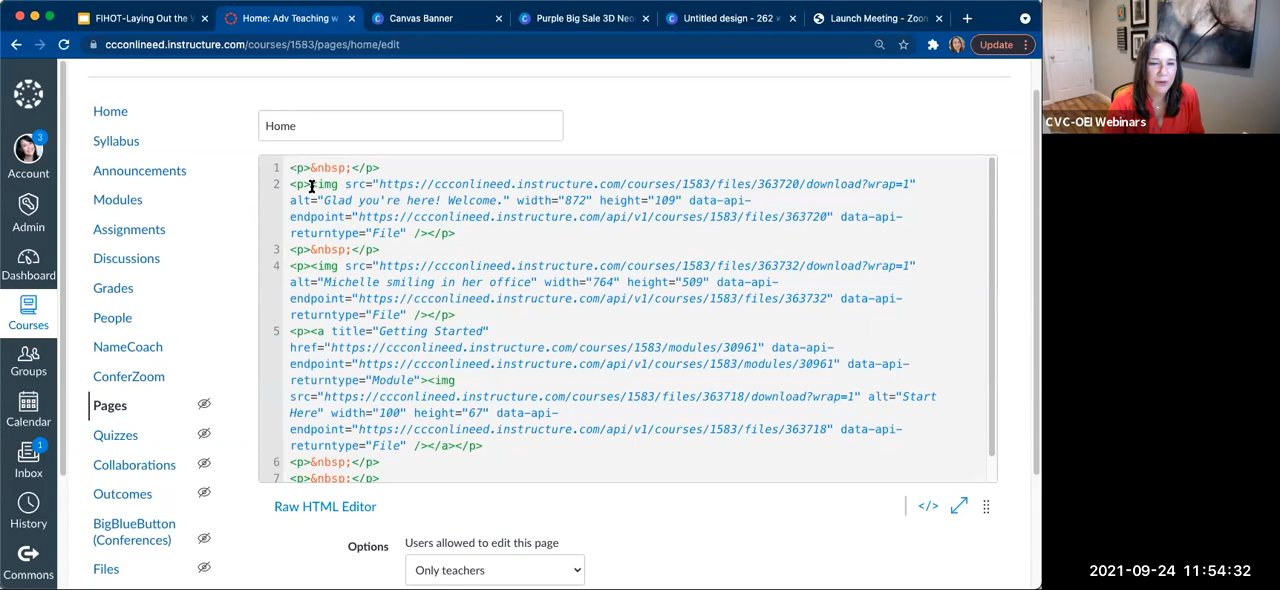 FIHOT-Laying Out the
Home: Adv Teaching w
Canvas Banner
Purple Big Sale 3D Neo
Untitled design - 262
Launch Meeting - Zoo
ccconlineed.instructure.com/courses/1583/pages/home/edit
Update
3
Account
Admin
Dashboard
Courses
Groups
Calendar
1
Inbox
History
Commons
Home
Syllabus
Announcements
Modules
Assignments
Discussions
Grades
People
NameCoach
ConferZoom
Pages
Quizzes
Collaborations
Outcomes
BigBlueButton
(Conferences)
Files
Home
1 <p>&nbsp;</p>
2 <p><img src="https://ccconlineed.instructure.com/courses/1583/files/363720/download?wrap=1"
alt="Glad you're here! Welcome." width="872" height="109" data-api-
endpoint="https://ccconlineed.instructure.com/api/v1/courses/1583/files/363720" data-api-
returntype="File" /></p>
3 <p>&nbsp;</p>
4 <p><img src="https://ccconlineed.instructure.com/courses/1583/files/363732/download?wrap=1"
alt="Michelle smiling in her office" width="764" height="509" data-api-
endpoint="https://ccconlineed.instructure.com/api/v1/courses/1583/files/363732" data-api-
returntype="File" /></p>
5 <p><a title="Getting Started"
href="https://ccconlineed.instructure.com/courses/1583/modules/30961" data-api-
endpoint="https://ccconlineed.instructure.com/api/v1/courses/1583/modules/30961" data-api-
returntype="Module"><img
src="https://ccconlineed.instructure.com/courses/1583/files/363718/download?wrap=1" alt="Start
Here" width="100" height="67" data-api-
endpoint="https://ccconlineed.instructure.com/api/v1/courses/1583/files/363718" data-api-
returntype="File" /></a></p>
6 <p>&nbsp;</p>
7 <p>&nbsp;</p>
Raw HTML Editor
</>
Options
Users allowed to edit this page
Only teachers
CVC-OEI Webinars
2021-09-24 11:54:32